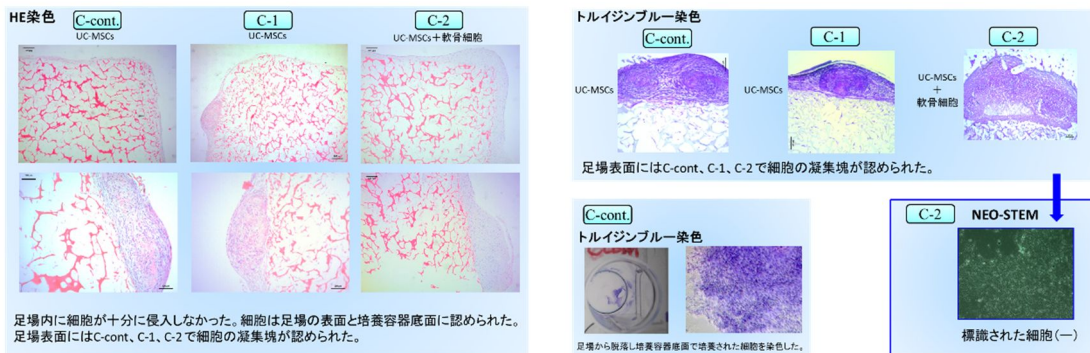 HE染色
C-cont.
UC-MSCs
C-1
UC-MSCs
C-2
UC-MSCs+軟骨細胞
足場内に細胞が十分に侵入しなかった。細胞は足場の表面と培養容器底面に認められた。
足場表面にはC-cont、C-1、C-2で細胞の凝集塊が認められた。
トルイジンブルー染色
C-cont.
C-1
C-2
UC-MSCs
UC-MSCs
UC-MSCs
+
軟骨細胞
足場表面にはC-cont、C-1、C-2で細胞の凝集塊が認められた。
C-cont.
トルイジンブルー染色
足場から脱落し培養容器底面で培養された細胞を染色した。
C-2
NEO-STEM
標識された細胞(ー)